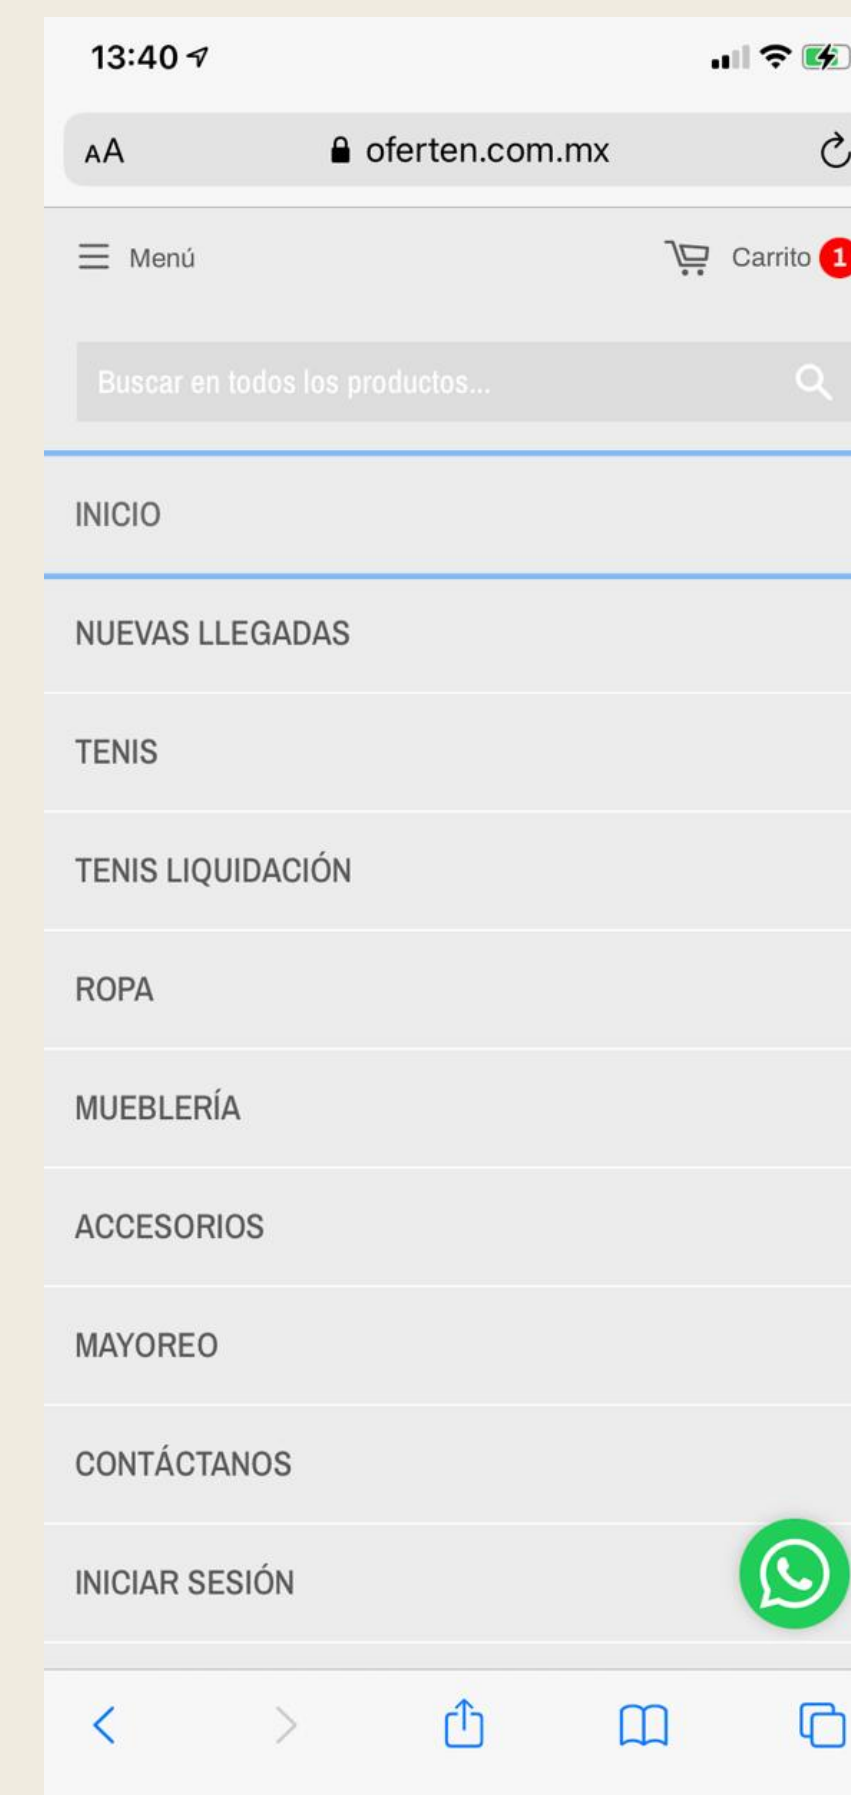 13:40
AA oferten.com.mx
Menú Carrito 1
Buscar en todos los productos...
INICIO
NUEVAS LLEGADAS
TENIS
TENIS LIQUIDACIÓN
ROPA
MUEBLERÍA
ACCESORIOS
MAYOREO
CONTÁCTANOS
INICIAR SESIÓN